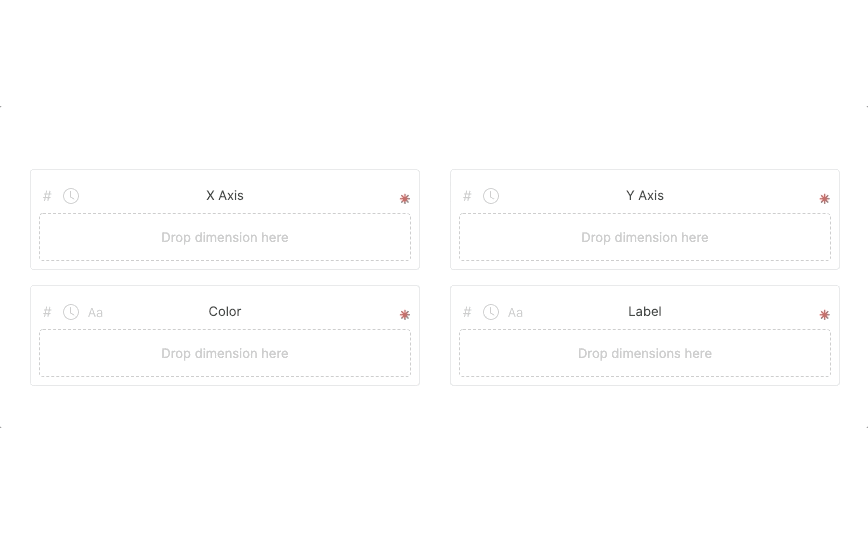 # X Axis *
Drop dimension here
# Y Axis *
Drop dimension here
# Aa Color *
Drop dimension here
# Aa Label *
Drop dimensions here